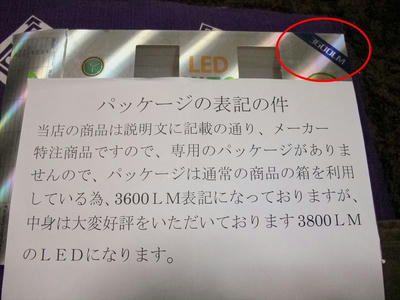 3600LM
LED
パッケージの表記の件
当店の商品は説明文に記載の通り、メーカー
特注商品ですので、専用のパッケージがありま
せんので、パッケージは通常の商品の箱を利用
している為、3600LM表記になっておりますが、
中身は大変好評をいただいております3800LM
のLEDになります。